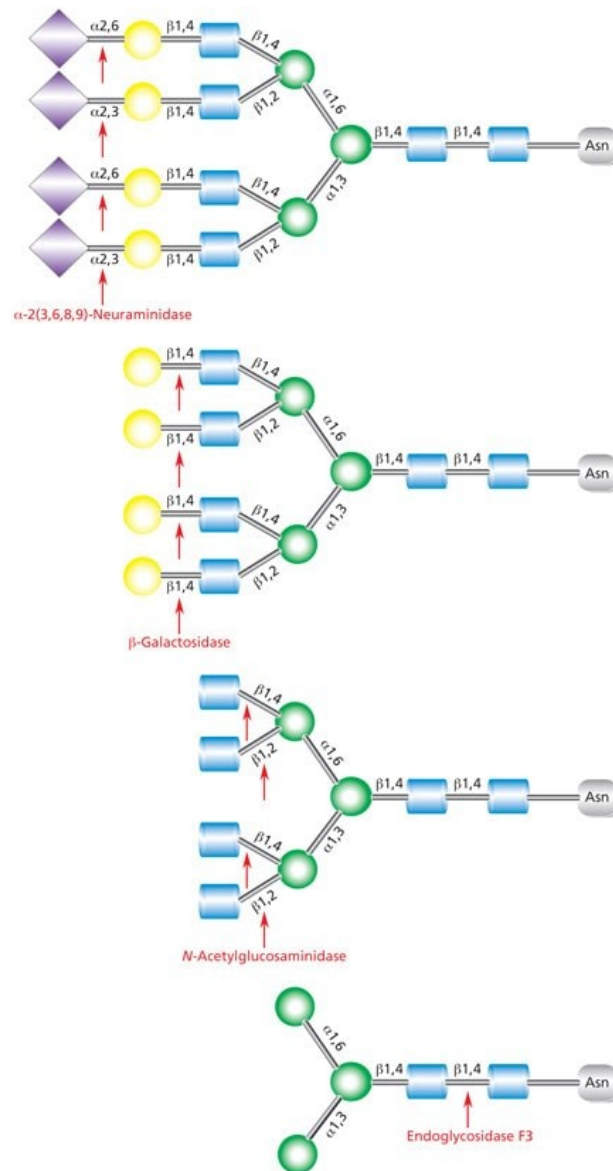 α2,6 β1,4 β1,4
α1,6
α2,3 β1,4 β1,2
β1,4 β1,4 Asn
α2,6 β1,4 β1,4
α1,3
α2,3 β1,4 β1,2
α-2(3,6,8,9)-Neuraminidase
β1,4 β1,4
α1,6
β1,4 β1,2
β1,4 β1,4 Asn
β1,4 β1,4
α1,3
β1,4 β1,2
β-Galactosidase
β1,4
α1,6
β1,2
β1,4 β1,4 Asn
β1,4
α1,3
β1,2
N-Acetylglucosaminidase
α1,6
β1,4 β1,4 Asn
α1,3
Endoglycosidase F3